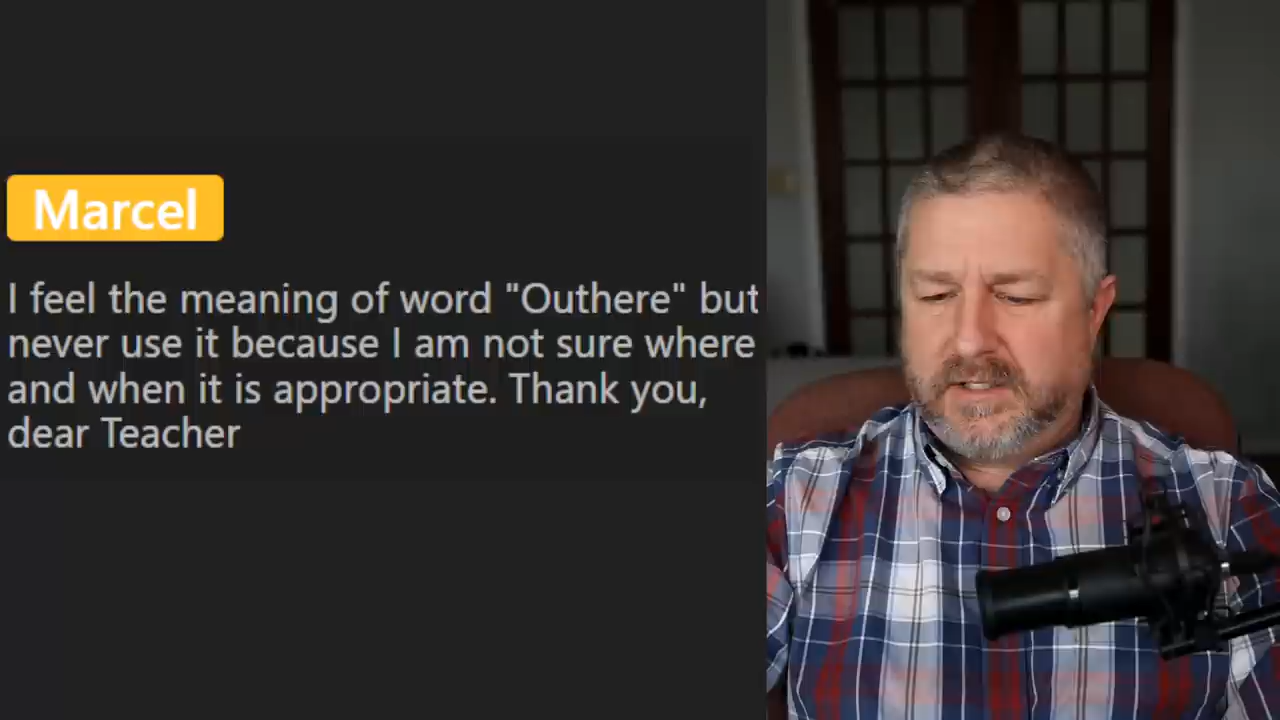 Marcel
I feel the meaning of word "Outhere" but
never use it because I am not sure where
and when it is appropriate. Thank you,
dear Teacher